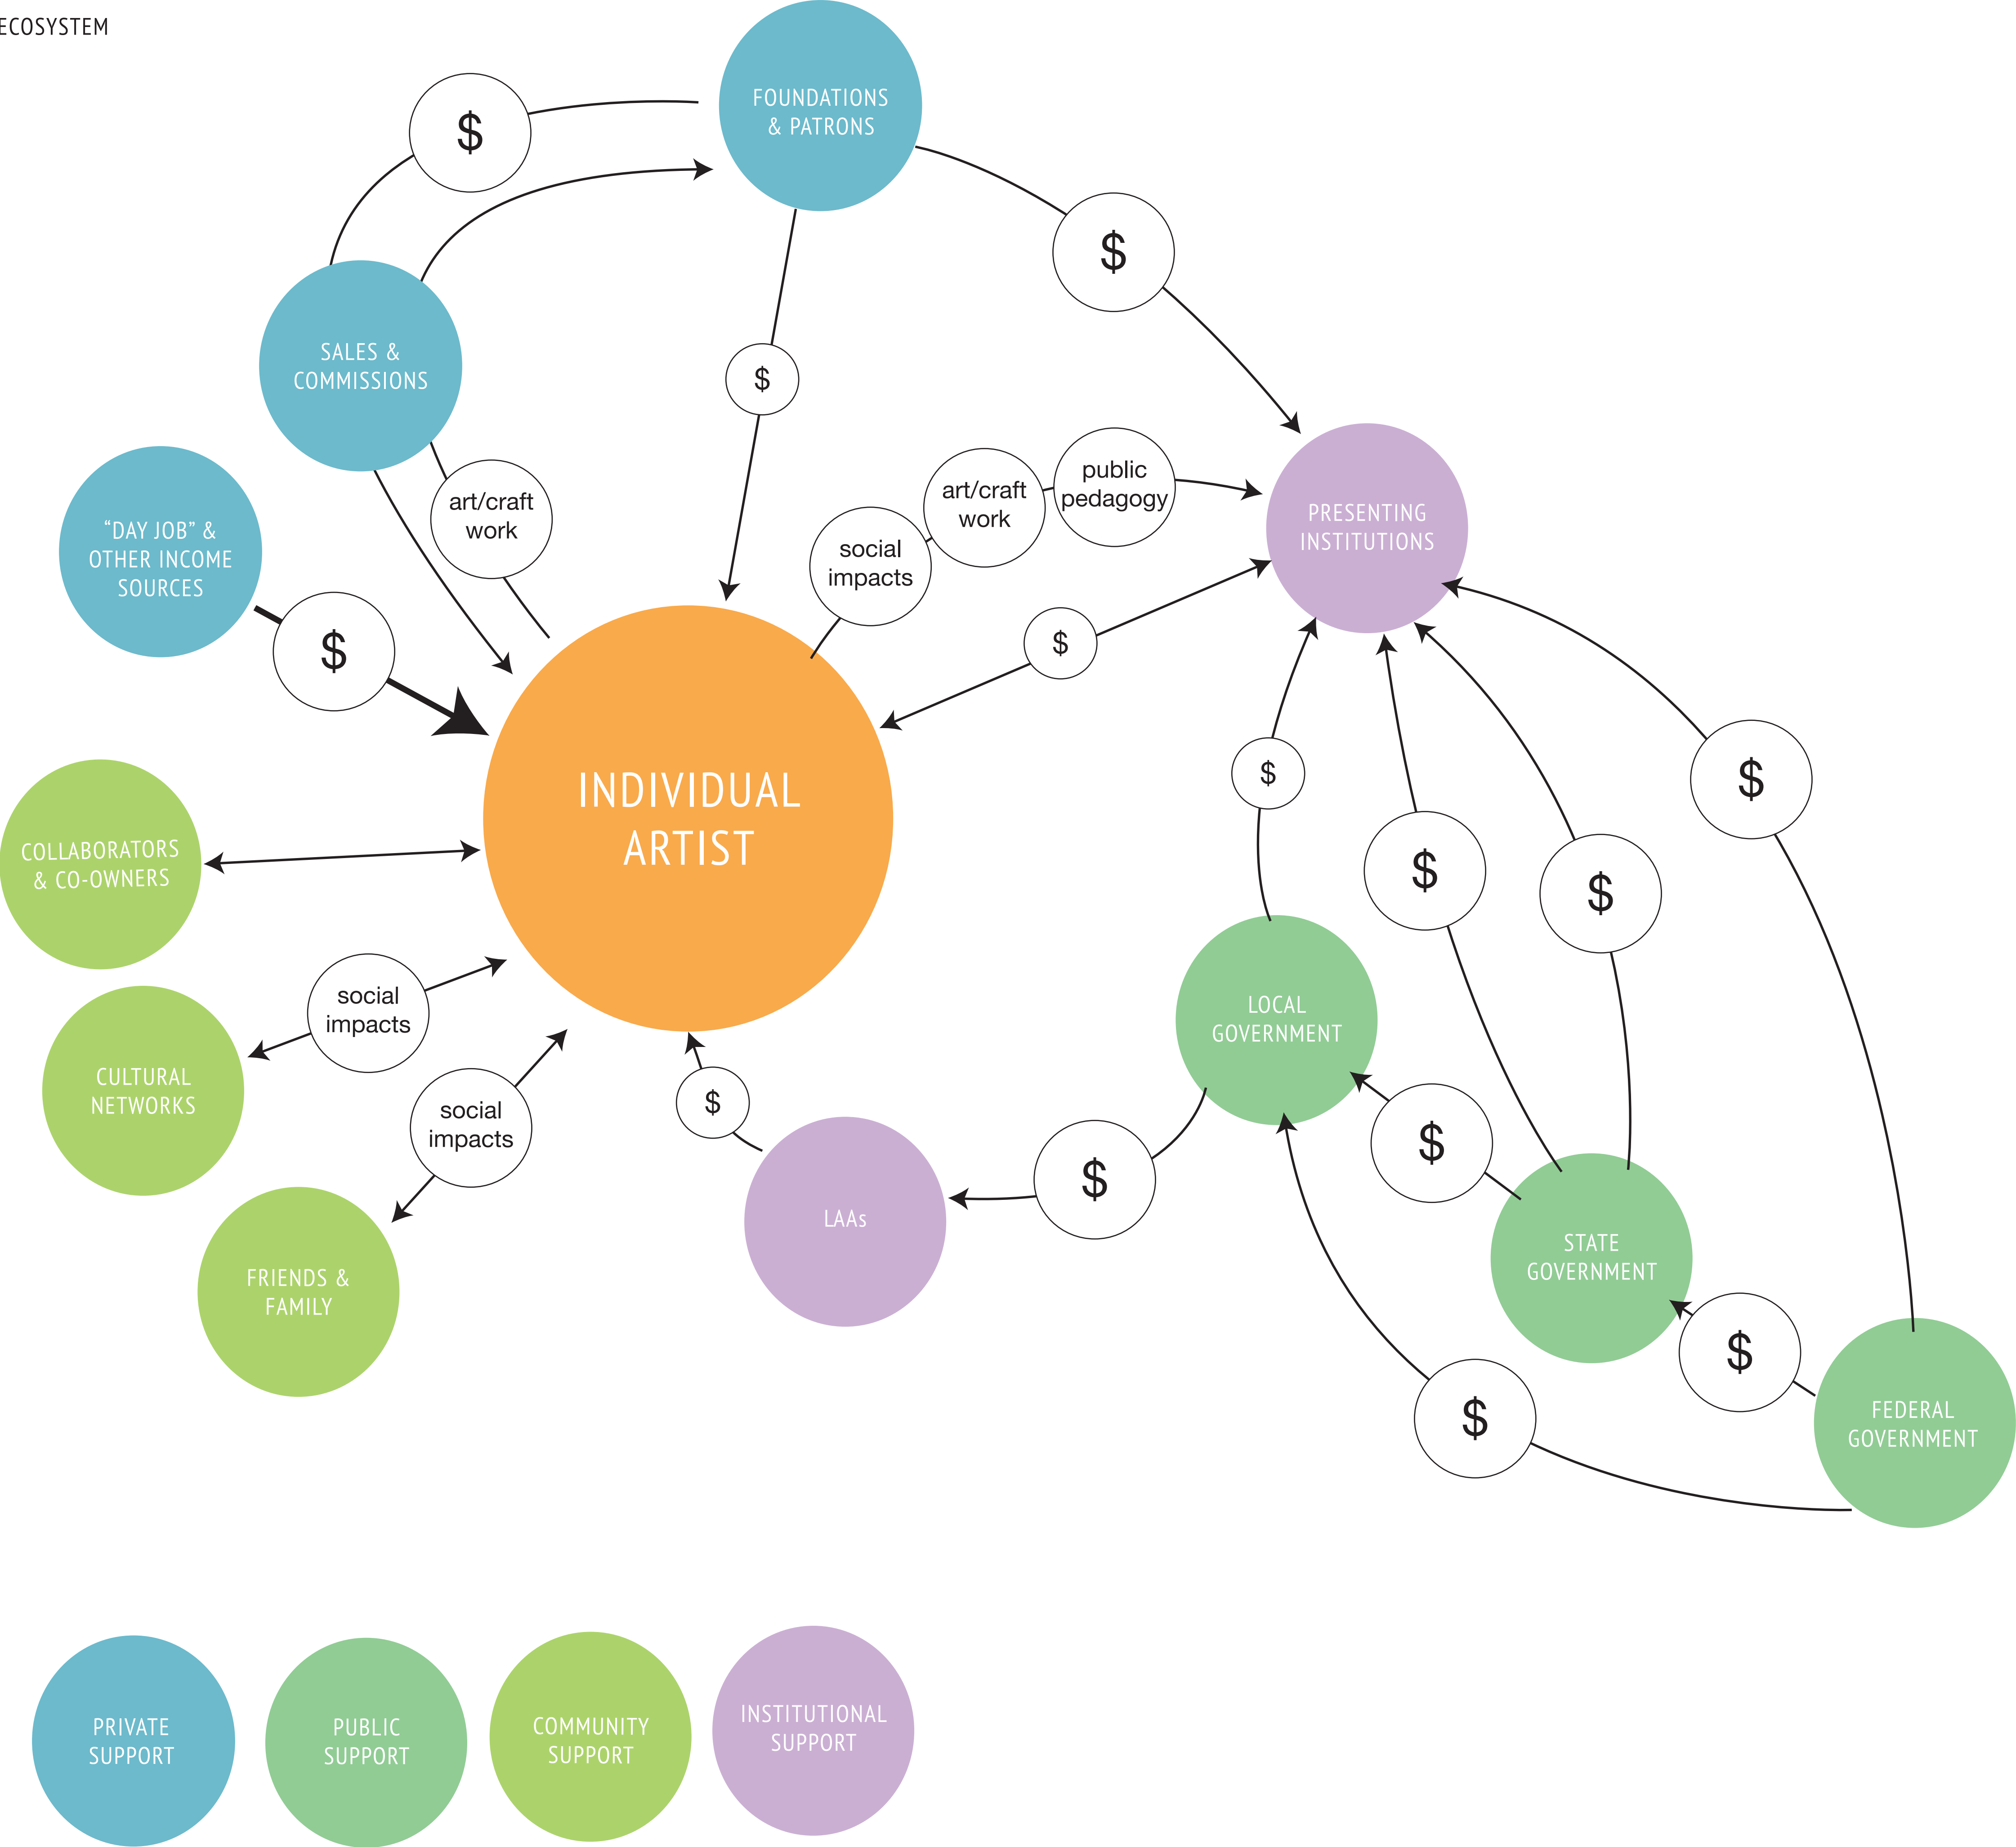 ECOSYSTEM
FOUNDATIONS
& PATRONS
$
$
SALES &
COMMISSIONS
$
"DAY JOB" &
OTHER INCOME
SOURCES
$
art/craft
work
social
impacts
art/craft
work
public
pedagogy
PRESENTING
INSTITUTIONS
$
INDIVIDUAL
ARTIST
$
$
$
$
COLLABORATORS
& CO-OWNERS
social
impacts
CULTURAL
NETWORKS
social
impacts
FRIENDS &
FAMILY
$
LAAs
$
LOCAL
GOVERNMENT
$
STATE
GOVERNMENT
$
$
FEDERAL
GOVERNMENT
PRIVATE
SUPPORT
PUBLIC
SUPPORT
COMMUNITY
SUPPORT
INSTITUTIONAL
SUPPORT